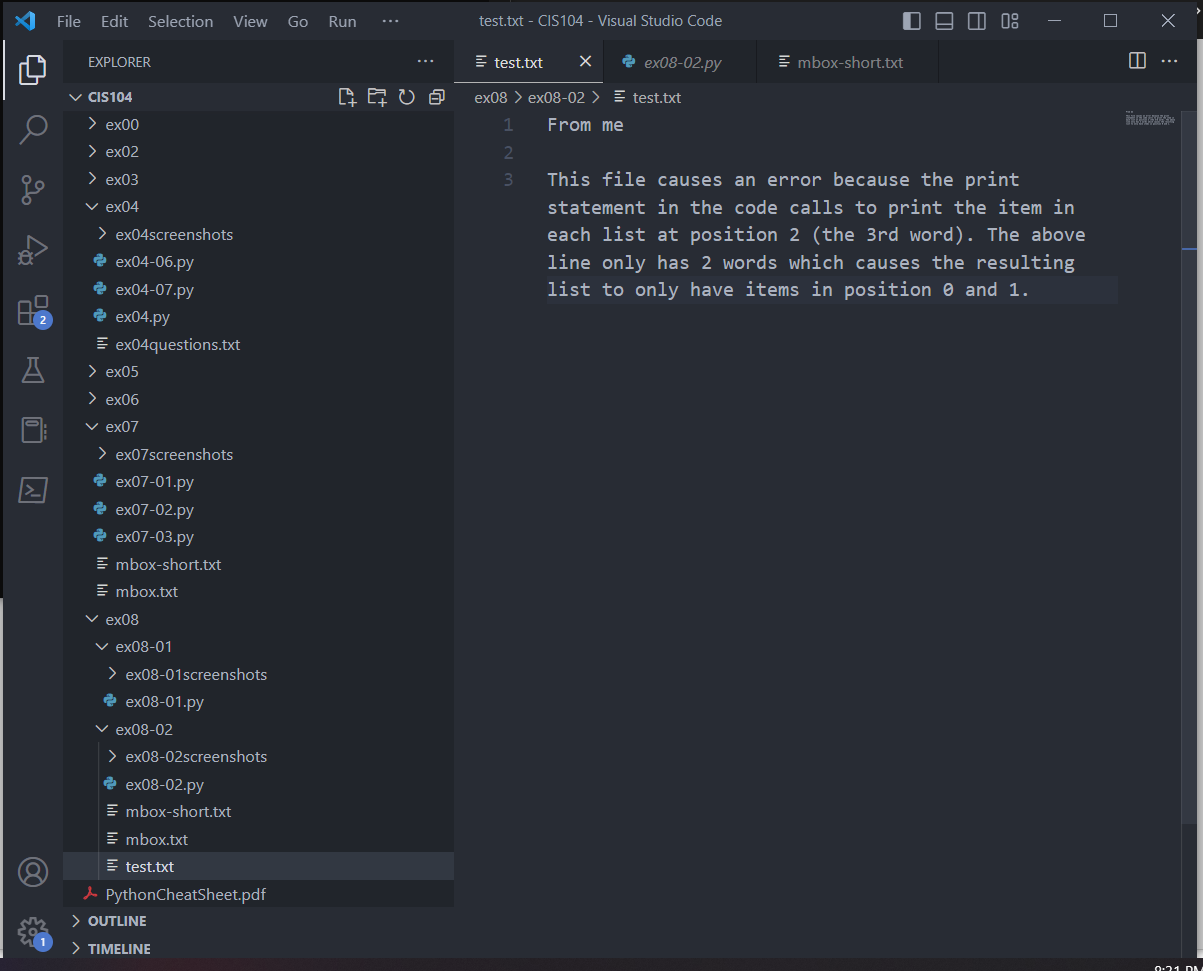 File Edit Selection View Go Run ···
test.txt - CIS104 - Visual Studio Code
EXPLORER
test.txt
ex08-02.py
mbox-short.txt
CIS104
ex08 > ex08-02 > test.txt
ex00
ex02
ex03
ex04
ex04screenshots
ex04-06.py
ex04-07.py
ex04.py
ex04questions.txt
ex05
ex06
ex07
ex07screenshots
ex07-01.py
ex07-02.py
ex07-03.py
mbox-short.txt
mbox.txt
ex08
ex08-01
ex08-01screenshots
ex08-01.py
ex08-02
ex08-02screenshots
ex08-02.py
mbox-short.txt
mbox.txt
test.txt
PythonCheatSheet.pdf
OUTLINE
TIMELINE
2
1
1 From me
2
3 This file causes an error because the print
statement in the code calls to print the item in
each list at position 2 (the 3rd word). The above
line only has 2 words which causes the resulting
list to only have items in position 0 and 1.